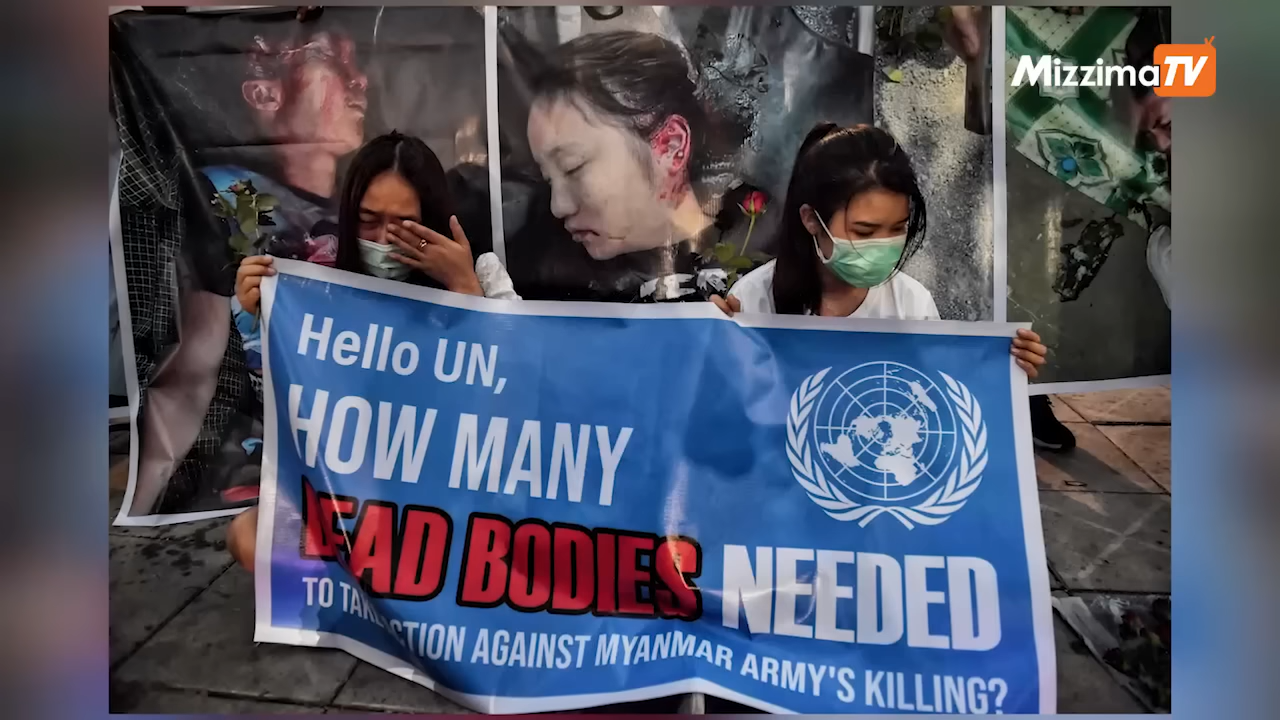 MizzimaTV
Hello UN,
HOW MANY
DEAD BODIES NEEDED
TO TAKE ACTION AGAINST MYANMAR ARMY'S KILLING?